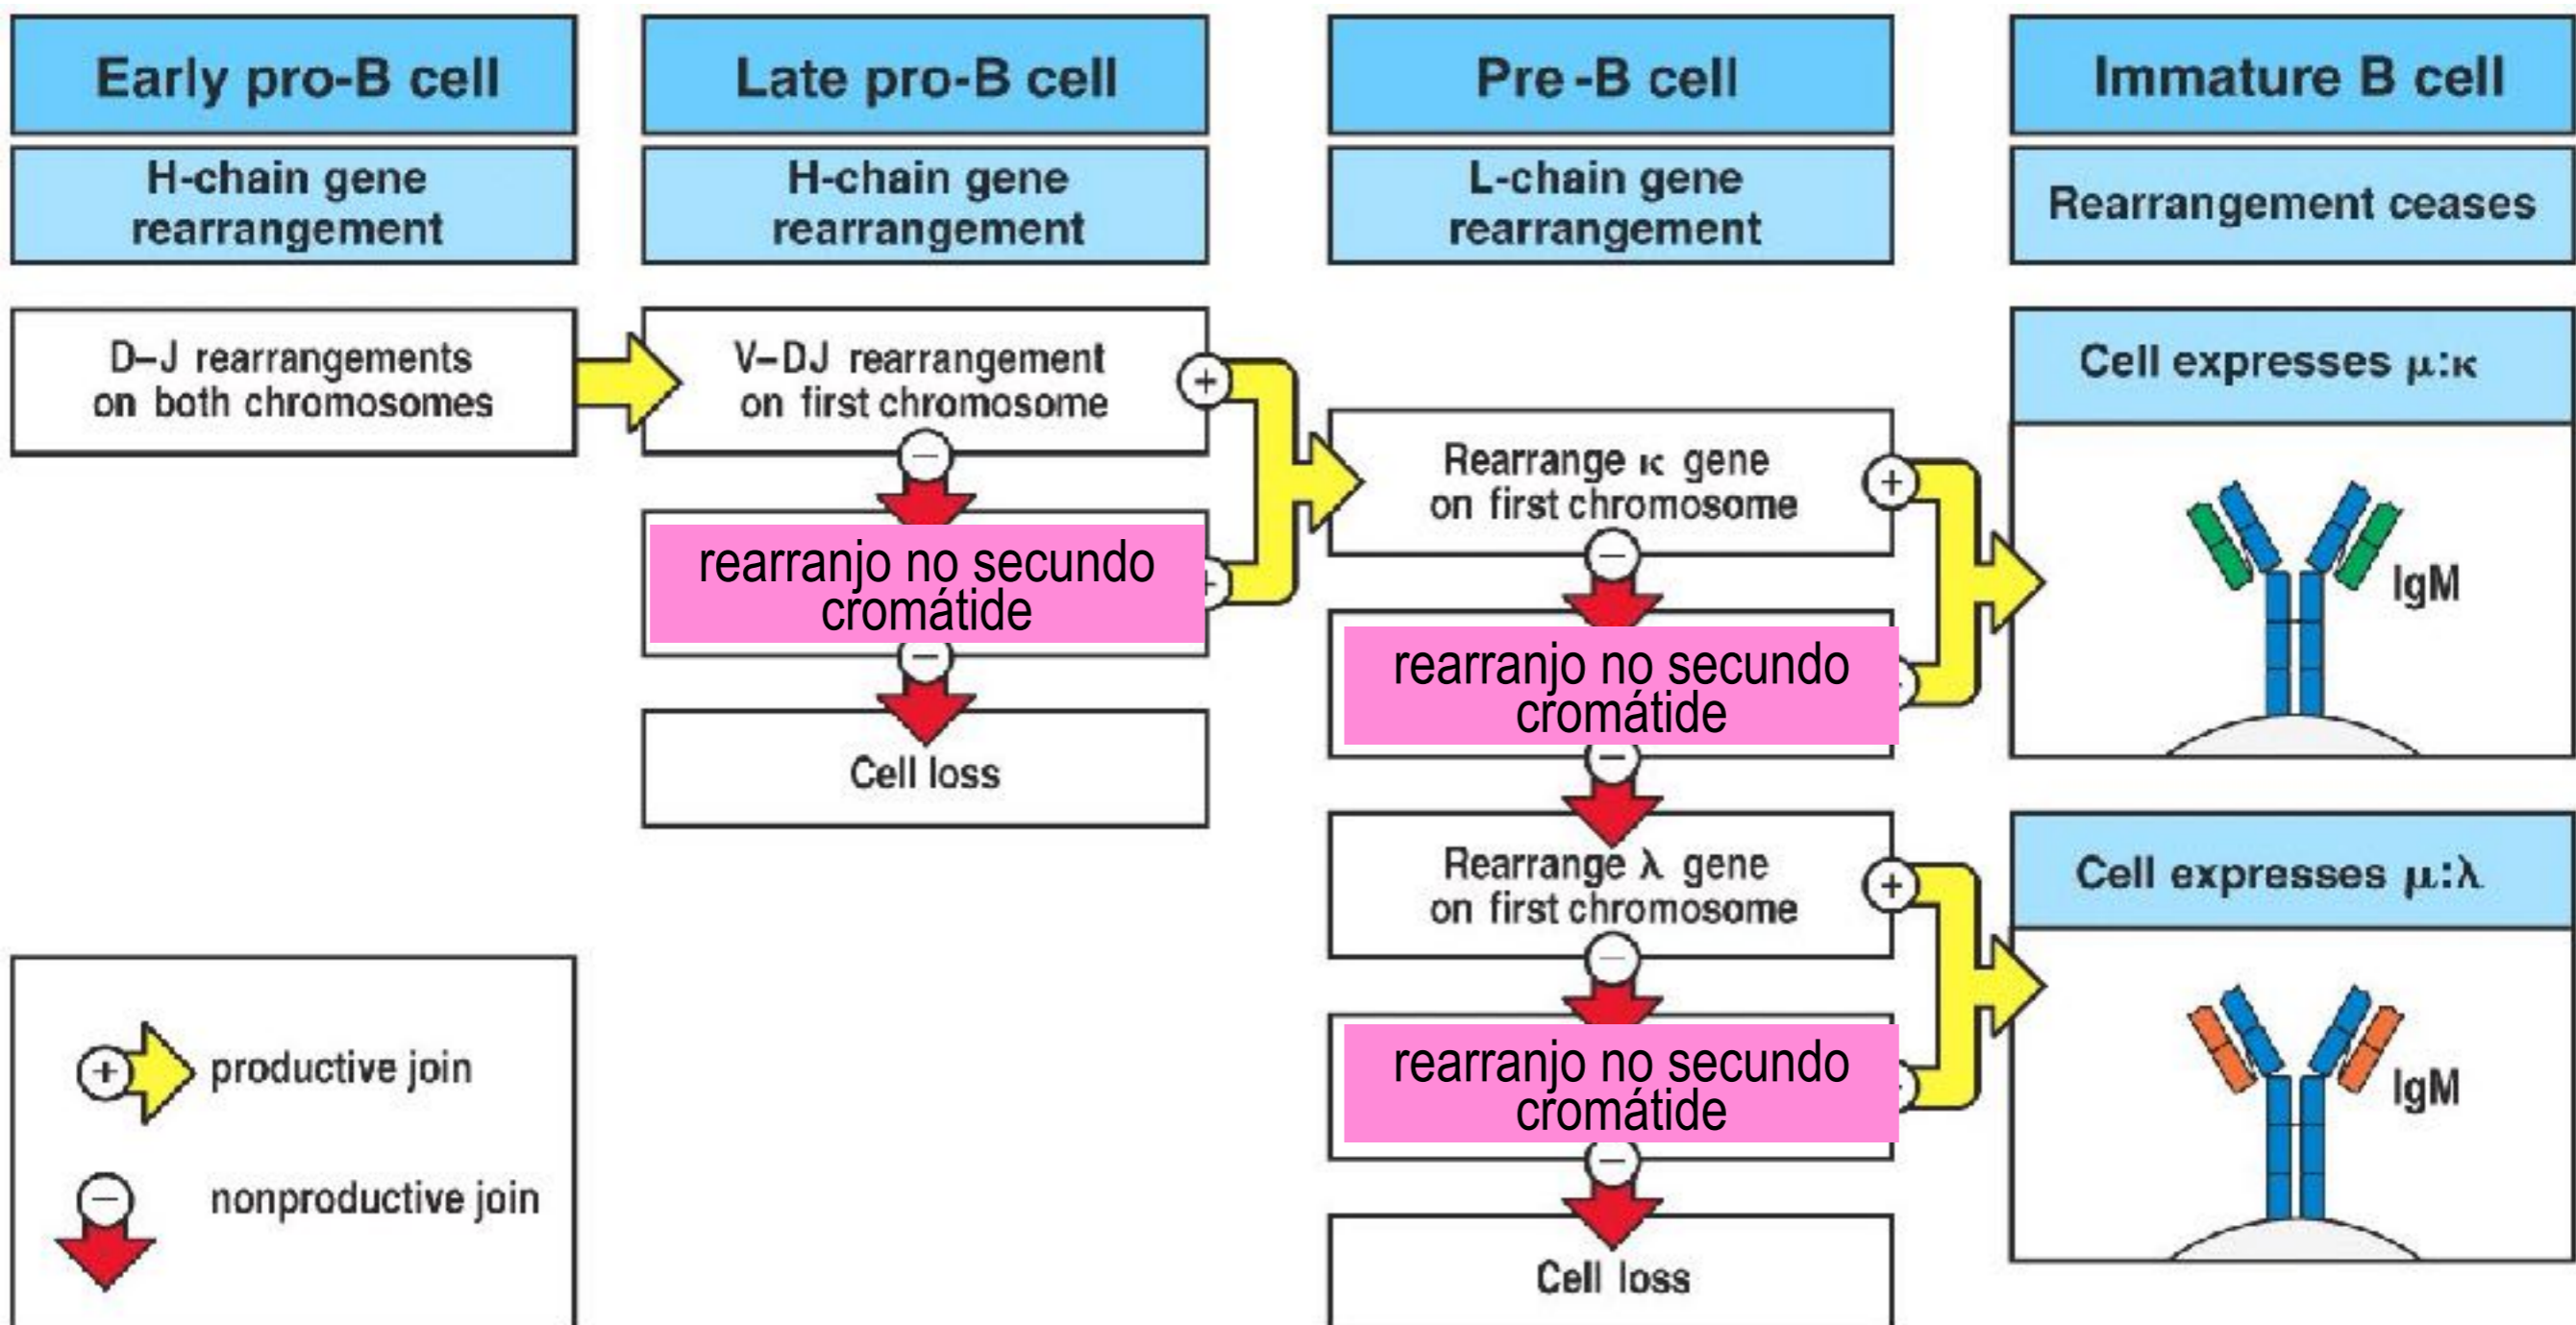 Early pro-B cell
H-chain gene
rearrangement
D–J rearrangements
on both chromosomes
Late pro-B cell
H-chain gene
rearrangement
V–DJ rearrangement
on first chromosome
+
−
rearranjo no secundo
cromátide
+
−
Cell loss
Pre-B cell
L-chain gene
rearrangement
Rearrange κ gene
on first chromosome
+
−
rearranjo no secundo
cromátide
−
Rearrange λ gene
on first chromosome
+
−
rearranjo no secundo
cromátide
−
Cell loss
Immature B cell
Rearrangement ceases
Cell expresses μ:κ
IgM
Cell expresses μ:λ
IgM
+ productive join
− nonproductive join